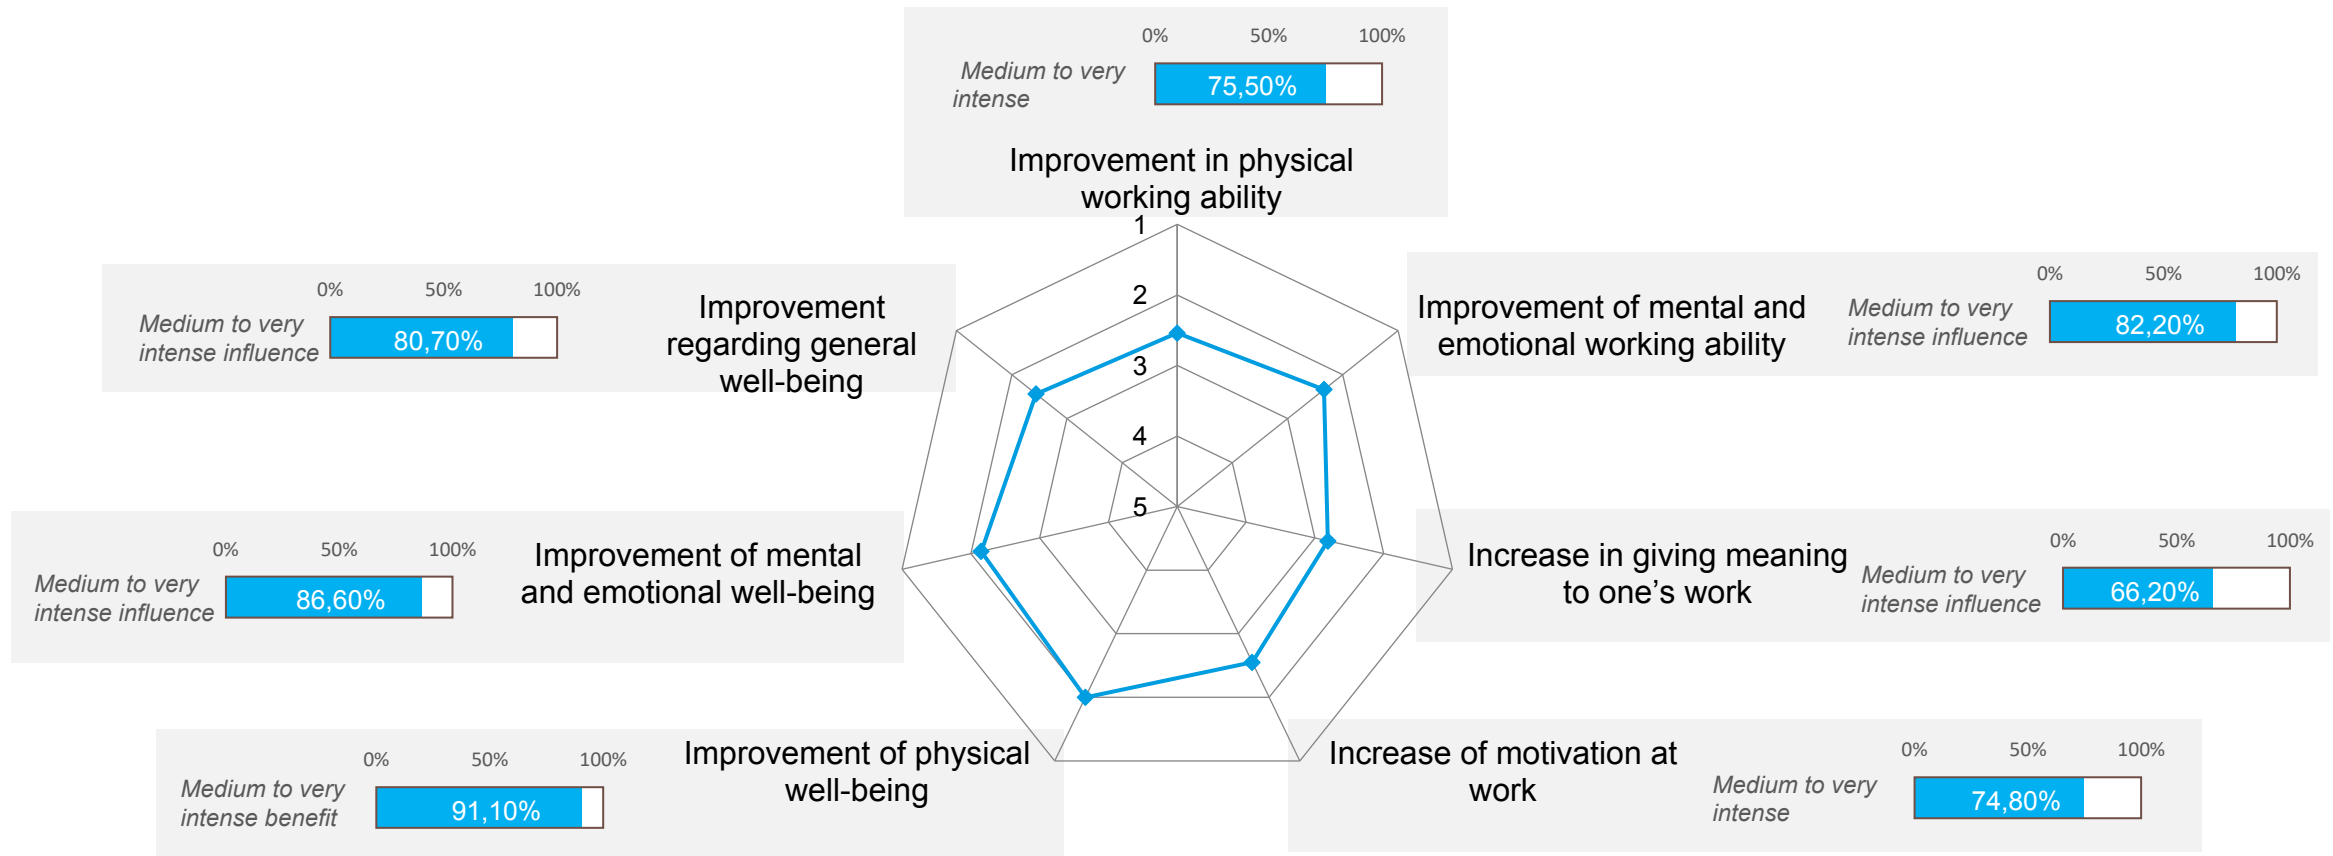 0% 50% 100%
Medium to very
intense
75,50%
Improvement in physical
working ability
1
2
3
4
5
0% 50% 100%
Medium to very
intense influence
80,70%
Improvement
regarding general
well-being
Improvement of mental and
emotional working ability
0% 50% 100%
Medium to very
intense influence
82,20%
0% 50% 100%
Medium to very
intense influence
86,60%
Improvement of mental
and emotional well-being
Increase in giving meaning
to one’s work
0% 50% 100%
Medium to very
intense influence
66,20%
0% 50% 100%
Medium to very
intense benefit
91,10%
Improvement of physical
well-being
Increase of motivation at
work
0% 50% 100%
Medium to very
intense
74,80%